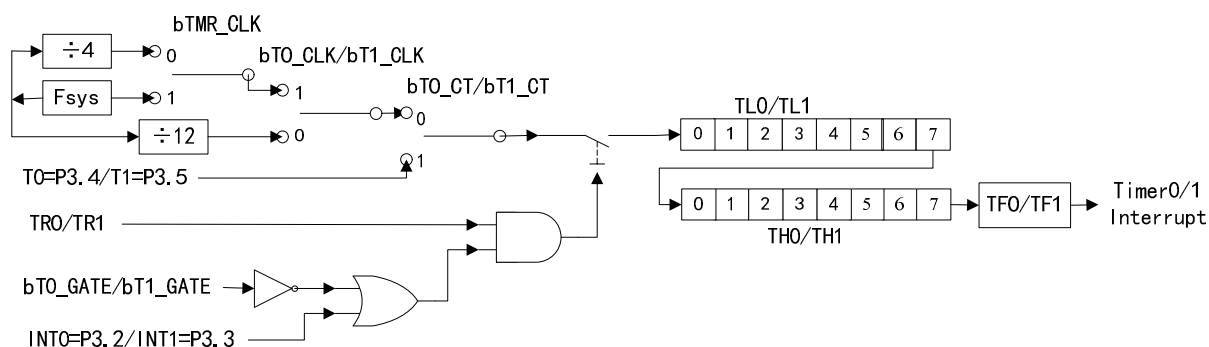 bTMR_CLK
÷4
0
bT0_CLK/bT1_CLK
Fsys
1
1
bT0_CT/bT1_CT
0
÷12
0
TL0/TL1
0 1 2 3 4 5 6 7
1
T0=P3.4/T1=P3.5
0 1 2 3 4 5 6 7
TF0/TF1
Timer0/1
Interrupt
TR0/TR1
TH0/TH1
bT0_GATE/bT1_GATE
INT0=P3.2/INT1=P3.3